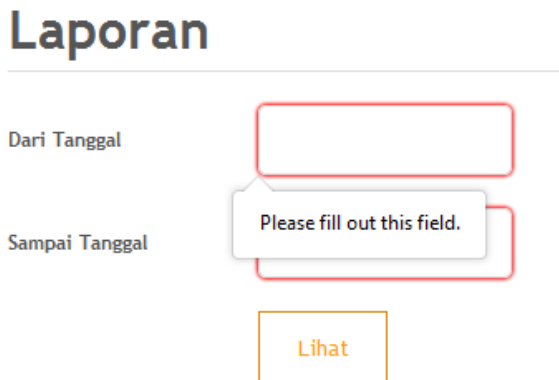 Laporan
Dari Tanggal
Please fill out this field.
Sampai Tanggal
Lihat